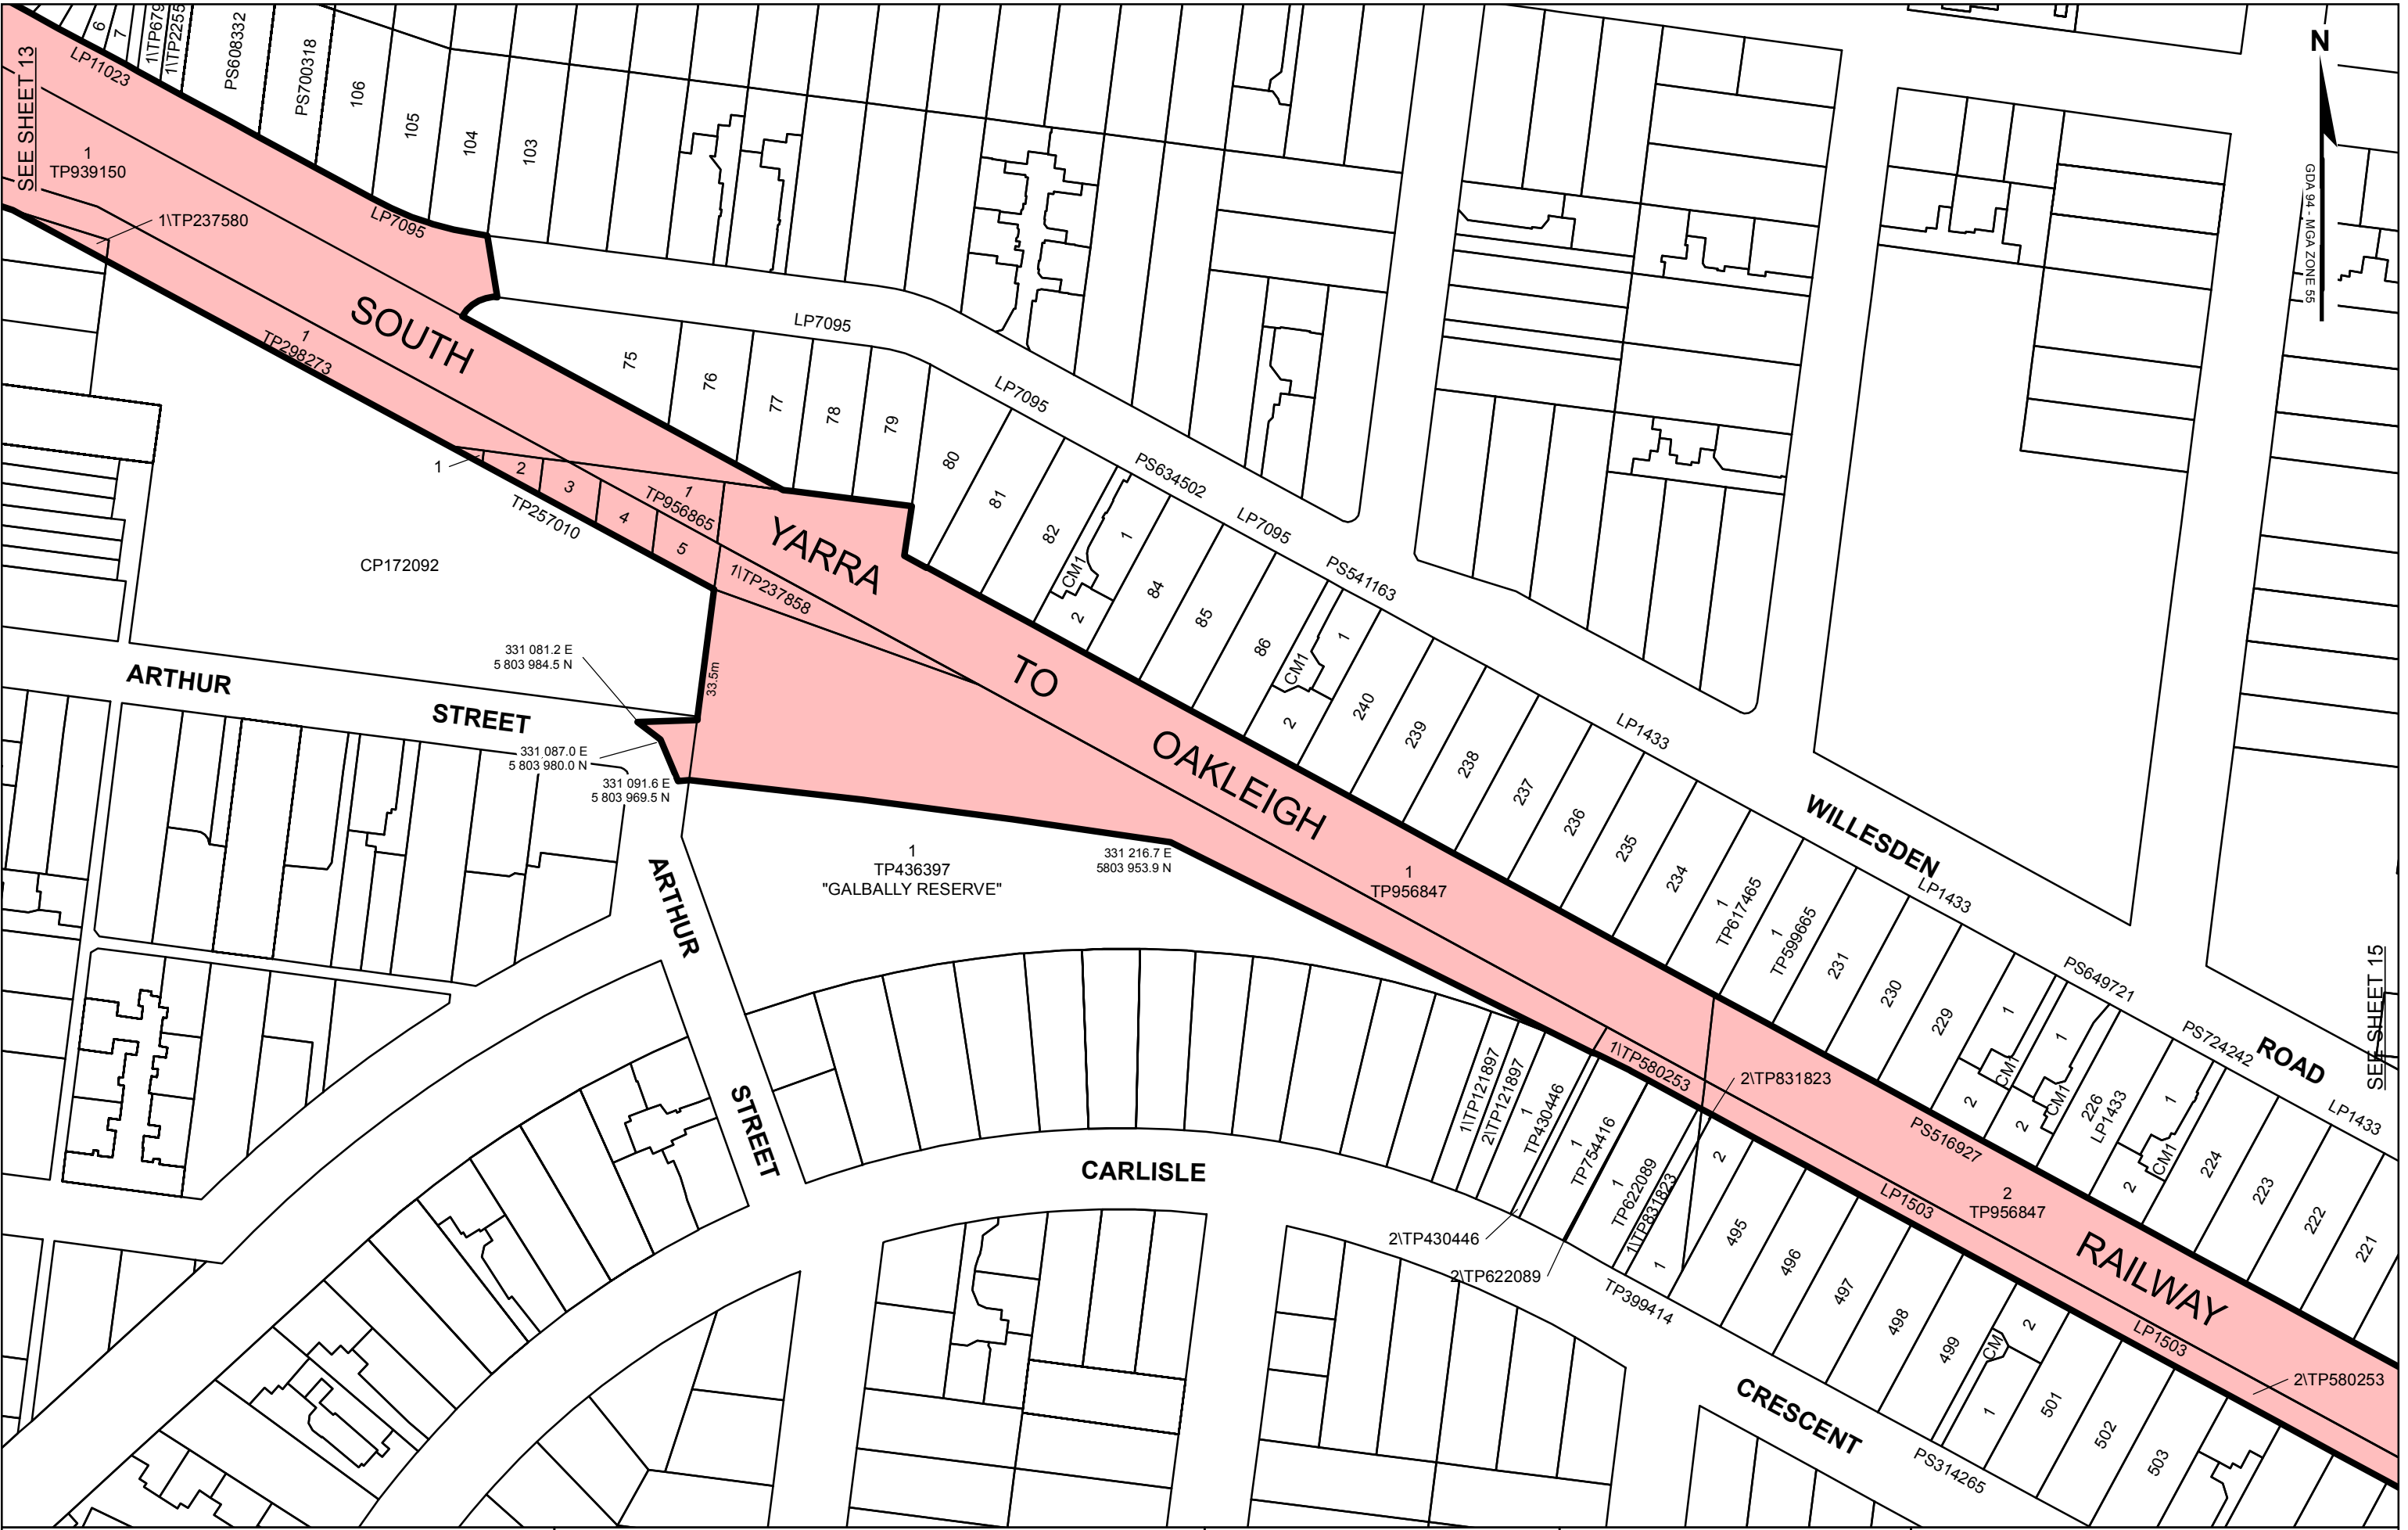 6
7
1\TP679
1\TP2255
PS608332
PS700318
106
105
104
103
N
GDA 94 - MGA ZONE 55
SEE SHEET 13
LP11023
1
TP939150
1\TP237580
LP7095
SOUTH
1
TP298273
LP7095
75
76
77
78
79
LP7095
80
81
82
CM1
1
2
PS634502
84
85
86
LP7095
PS541163
CM1
1
2
1
2
3
4
5
TP257010
1
TP956865
YARRA
1\TP237858
CP172092
331 081.2 E
5 803 984.5 N
33.5m
TO
ARTHUR
STREET
331 087.0 E
5 803 980.0 N
331 091.6 E
5 803 969.5 N
OAKLEIGH
240
239
238
237
236
235
234
LP1433
1
TP617465
1
TP599665
231
230
229
WILLESDEN
LP1433
ARTHUR
1
TP436397
"GALBALLY RESERVE"
331 216.7 E
5803 953.9 N
1
TP956847
SEE SHEET 15
PS649721
1
CM1
2
1
CM1
2
226
LP1433
PS724242
ROAD
1
CM1
2
LP1433
224
223
222
221
STREET
CARLISLE
1\TP121897
2\TP121897
1
TP430446
1
TP754416
1
TP622089
1\TP831823
1\TP580253
2\TP831823
2
1
PS516927
LP1503
2
TP956847
2\TP430446
2\TP622089
TP399414
495
496
497
498
499
CM
2
1
501
502
503
RAILWAY
LP1503
2\TP580253
CRESCENT
PS314265